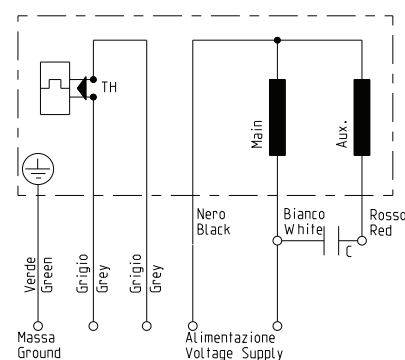 TH
Main
Aux.
Nero
Black
Bianco
White
Rosso
Red
C
Verde
Green
Grigio
Grey
Grigio
Grey
Massa
Ground
Alimentazione
Voltage Supply